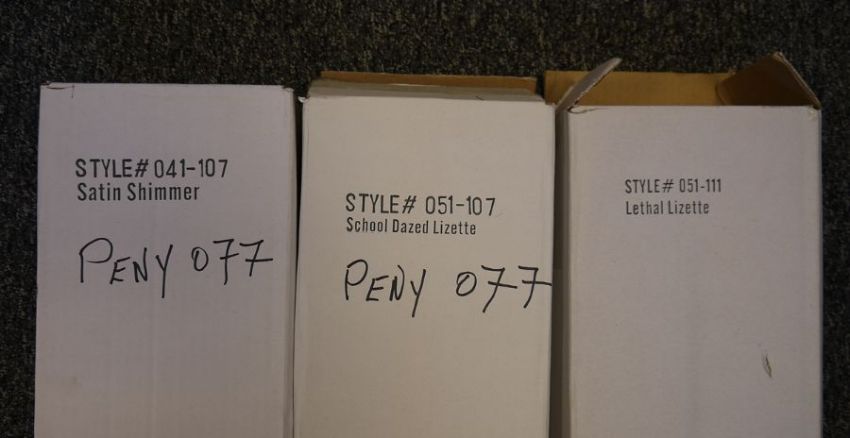 STYLE# 041-107
Satin Shimmer
PENY 077
STYLE# 051-107
School Dazed Lizette
PENY 077
STYLE# 051-111
Lethal Lizette